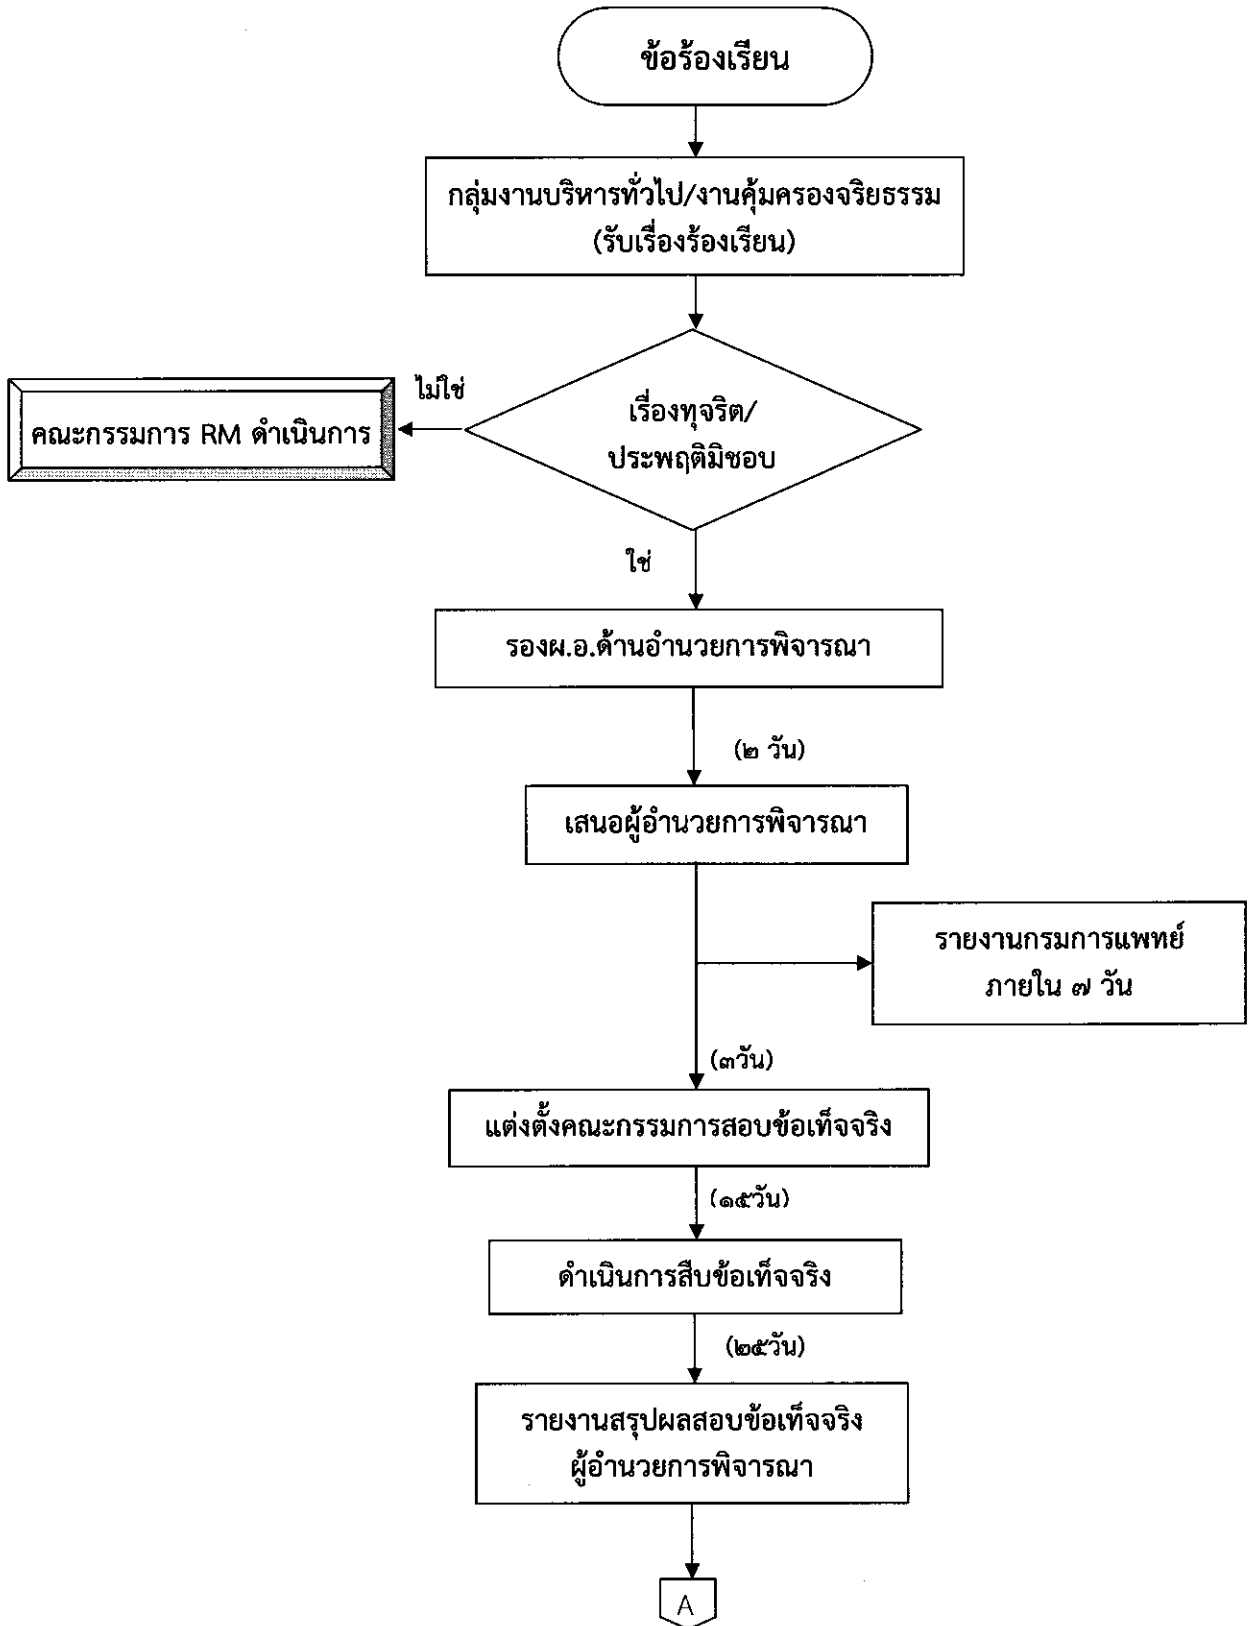 ข้อร้องเรียน
กลุ่มงานบริหารทั่วไป/งานคุ้มครองจริยธรรม
(รับเรื่องร้องเรียน)
ไม่ใช่
คณะกรรมการ RM ดำเนินการ
เรื่องทุจริต/
ประพฤติมิชอบ
ใช่
รองผ.อ.ด้านอำนวยการพิจารณา
(๒ วัน)
เสนอผู้อำนวยการพิจารณา
รายงานกรมการแพทย์
ภายใน ๗ วัน
(๓วัน)
แต่งตั้งคณะกรรมการสอบข้อเท็จจริง
(๑๕วัน)
ดำเนินการสืบข้อเท็จจริง
(๒๕วัน)
รายงานสรุปผลสอบข้อเท็จจริง
ผู้อำนวยการพิจารณา
A